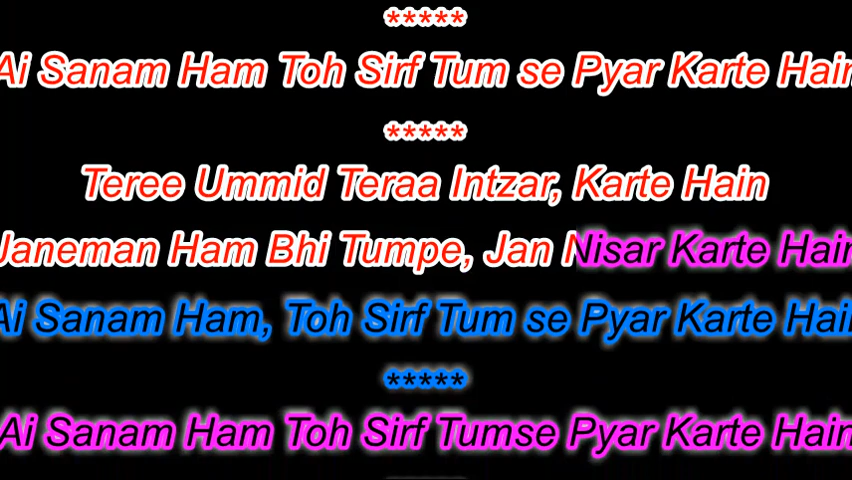 *****
Ai Sanam Ham Toh Sirf Tum se Pyar Karte Hain
*****
Teree Ummid Teraa Intzar, Karte Hain
Janeman Ham Bhi Tumpe, Jan Nisar Karte Hain
Ai Sanam Ham, Toh Sirf Tum se Pyar Karte Hain
*****
Ai Sanam Ham Toh Sirf Tumse Pyar Karte Hain